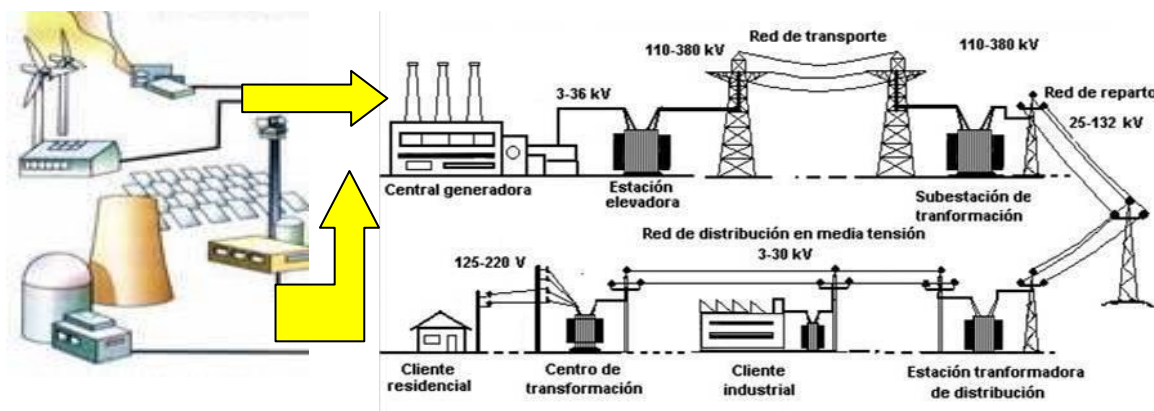 Red de transporte
110-380 kV
110-380 kV
3-36 kV
Red de reparto
25-132 kV
Central generadora
Estación
elevadora
Subestación de
tranformación
Red de distribución en media tensión
3-30 kV
125-220 V
Cliente
residencial
Centro de
transformación
Cliente
industrial
Estación tranformadora
de distribución